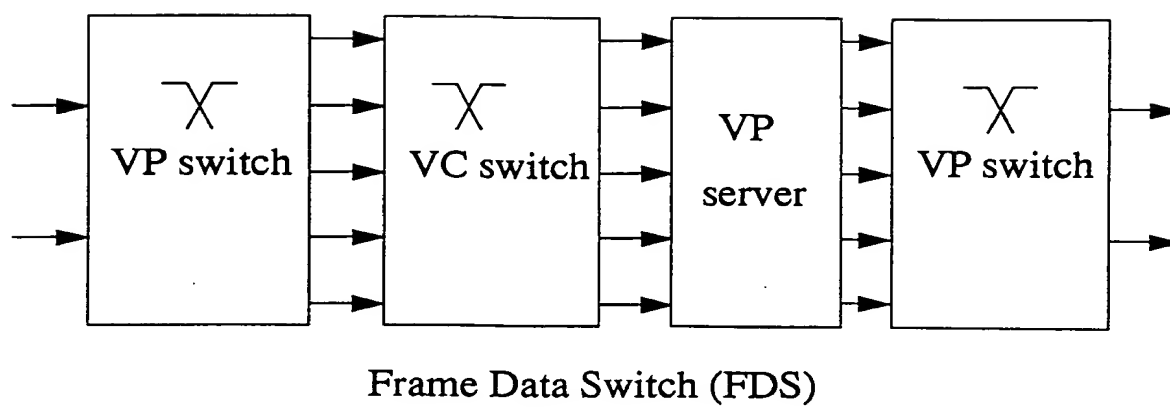 VP switch
VC switch
VP
server
VP switch
Frame Data Switch (FDS)